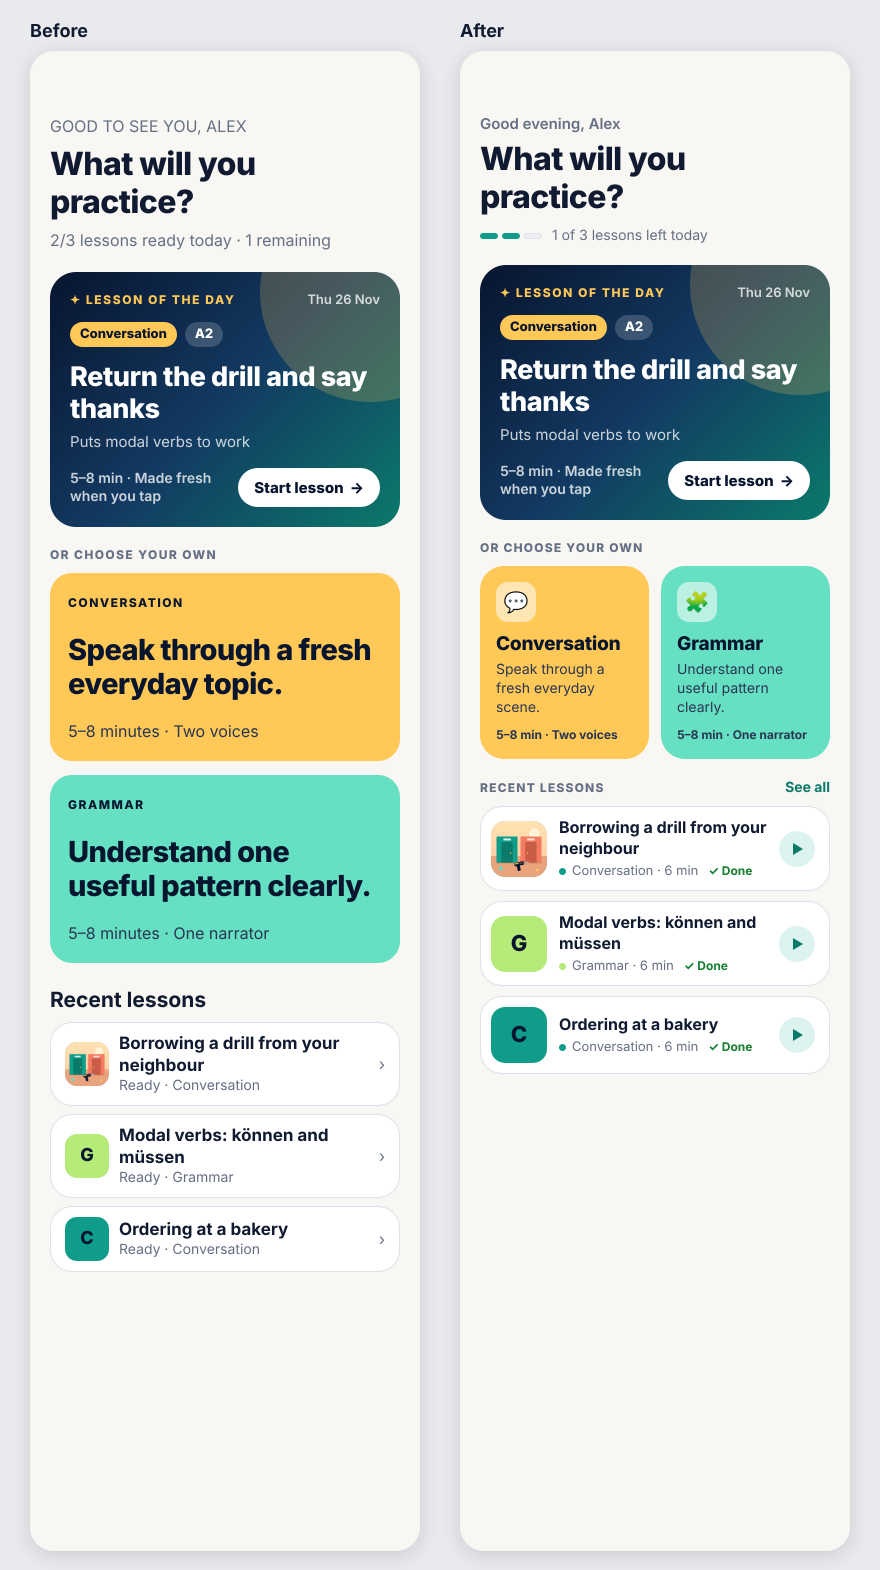 Before
GOOD TO SEE YOU, ALEX
What will you
practice?
2/3 lessons ready today · 1 remaining
✦ LESSON OF THE DAY
Thu 26 Nov
Conversation
A2
Return the drill and say
thanks
Puts modal verbs to work
5–8 min · Made fresh
when you tap
Start lesson →
OR CHOOSE YOUR OWN
CONVERSATION
Speak through a fresh
everyday topic.
5–8 minutes · Two voices
GRAMMAR
Understand one
useful pattern clearly.
5–8 minutes · One narrator
Recent lessons
Borrowing a drill from your
neighbour
Ready · Conversation
›
G
Modal verbs: können and
müssen
Ready · Grammar
›
C
Ordering at a bakery
Ready · Conversation
›
After
Good evening, Alex
What will you
practice?
1 of 3 lessons left today
✦ LESSON OF THE DAY
Thu 26 Nov
Conversation
A2
Return the drill and say
thanks
Puts modal verbs to work
5–8 min · Made fresh
when you tap
Start lesson →
OR CHOOSE YOUR OWN
Conversation
Speak through a
fresh everyday
scene.
5–8 min · Two voices
Grammar
Understand one
useful pattern
clearly.
5–8 min · One narrator
RECENT LESSONS
See all
Borrowing a drill from your
neighbour
Conversation · 6 min ✓ Done
G
Modal verbs: können and
müssen
Grammar · 6 min ✓ Done
C
Ordering at a bakery
Conversation · 6 min ✓ Done